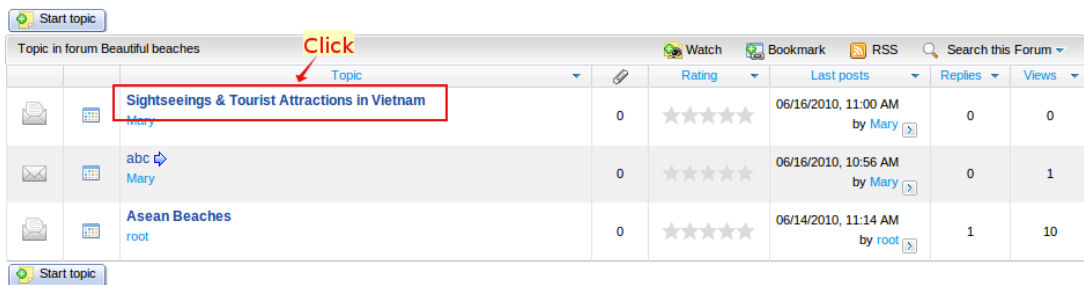 Start topic
Click
Topic in forum Beautiful beaches Watch Bookmark RSS Search this Forum
Topic Rating Last posts Replies Views
Sightseeings & Tourist Attractions in Vietnam
Mary
0
06/16/2010, 11:00 AM
by Mary
0 0
abc
Mary
0
06/16/2010, 10:56 AM
by Mary
0 1
Asean Beaches
root
0
06/14/2010, 11:14 AM
by root
1 10
Start topic